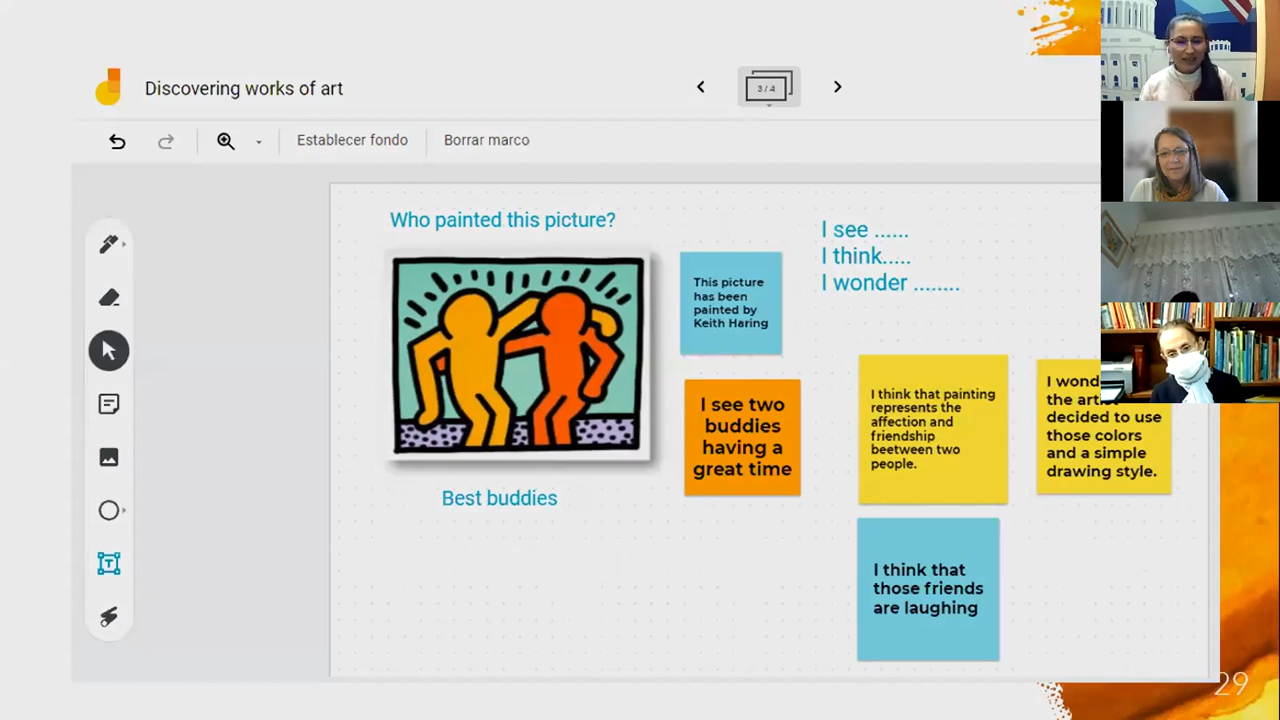 Discovering works of art
3 / 4
Establecer fondo
Borrar marco
Who painted this picture?
I see ......
I think.....
I wonder ........
This picture
has been
painted by
Keith Haring
I see two
buddies
having a
great time
I think that painting
represents the
affection and
friendship
beetween two
people.
the
decided to use
those colors
and a simple
drawing style.
Best buddies
I think that
those friends
are laughing
29